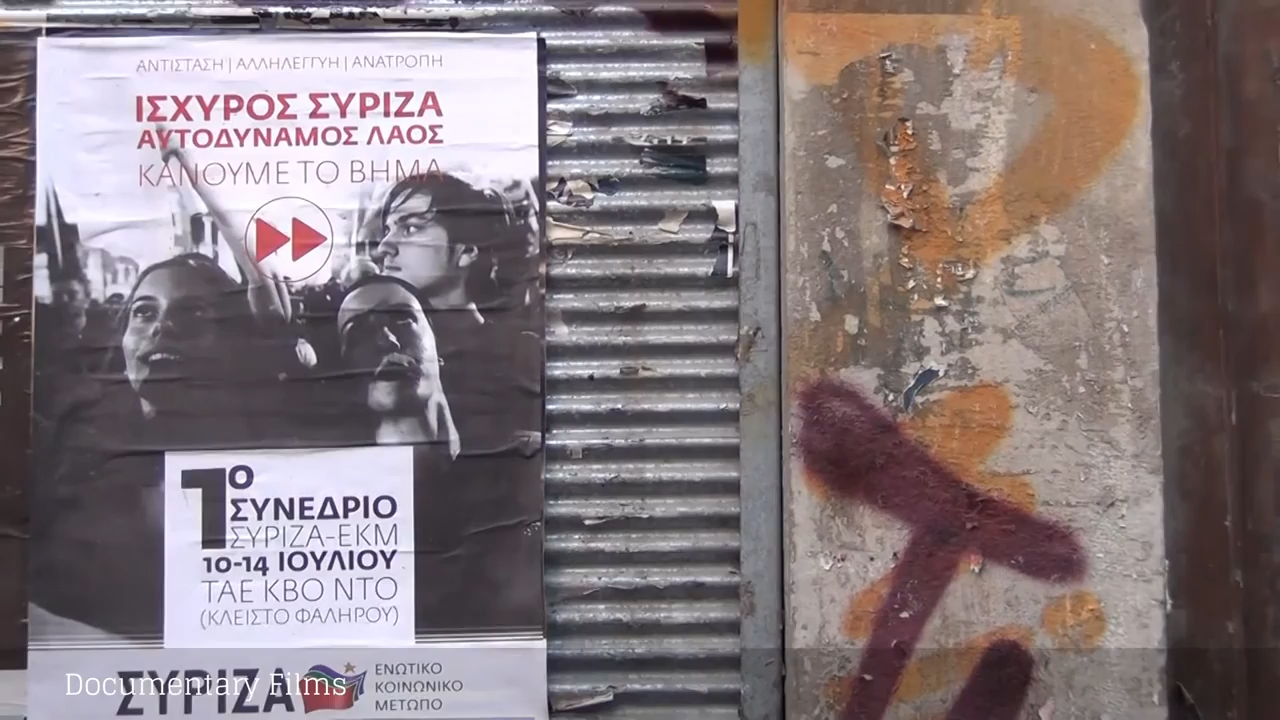 ΑΝΤΙΣΤΑΣΗ | ΑΛΛΗΛΕΓΓΥΗ | ΑΝΑΤΡΟΠΗ
ΙΣΧΥΡΟΣ ΣΥΡΙΖΑ
ΑΥΤΟΔΥΝΑΜΟΣ ΛΑΟΣ
ΚΑΝΟΥΜΕ ΤΟ ΒΗΜΑ
1ο
ΣΥΝΕΔΡΙΟ
ΣΥΡΙΖΑ-ΕΚΜ
10-14 ΙΟΥΛΙΟΥ
ΤΑΕ ΚΒΟ ΝΤΟ
(ΚΛΕΙΣΤΟ ΦΑΛΗΡΟΥ)
ΣΥΡΙΖΑ
ΕΝΩΤΙΚΟ
ΚΟΙΝΩΝΙΚΟ
ΜΕΤΩΠΟ
Documentary Films